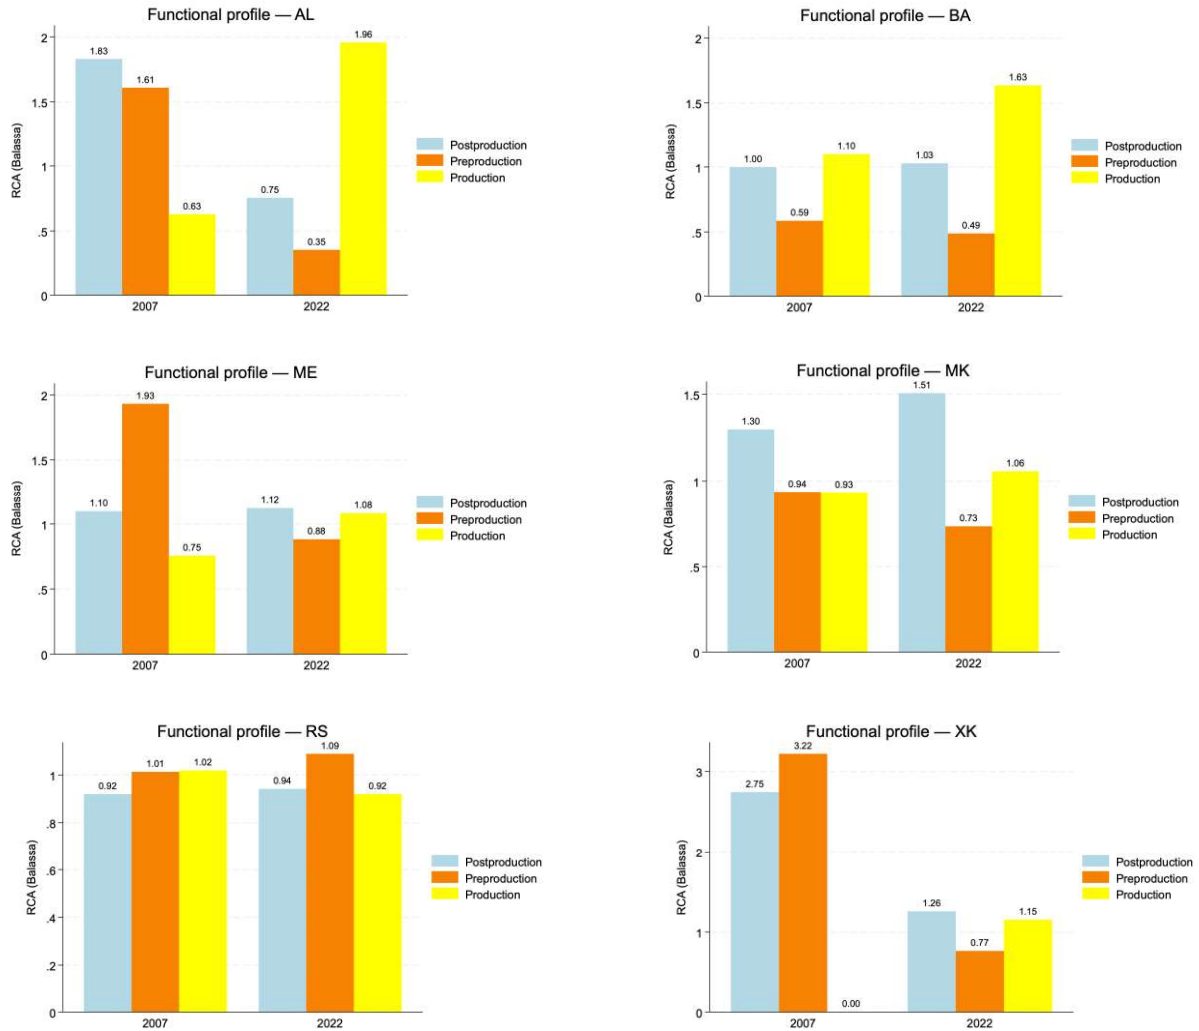 Functional profile — AL
RCA (Balassa)
2
1.5
1
.5
0
1.83
1.61
0.63
0.75
0.35
1.96
2007
2022
Postproduction
Preproduction
Production
Functional profile — BA
RCA (Balassa)
2
1.5
1
.5
0
1.00
0.59
1.10
1.03
0.49
1.63
2007
2022
Postproduction
Preproduction
Production
Functional profile — ME
RCA (Balassa)
2
1.5
1
.5
0
1.10
1.93
0.75
1.12
0.88
1.08
2007
2022
Postproduction
Preproduction
Production
Functional profile — MK
RCA (Balassa)
1.5
1
.5
0
1.30
0.94
0.93
1.51
0.73
1.06
2007
2022
Postproduction
Preproduction
Production
Functional profile — RS
RCA (Balassa)
1
.8
.6
.4
.2
0
0.92
1.01
1.02
0.94
1.09
0.92
2007
2022
Postproduction
Preproduction
Production
Functional profile — XK
RCA (Balassa)
3
2
1
0
2.75
3.22
0.00
1.26
0.77
1.15
2007
2022
Postproduction
Preproduction
Production